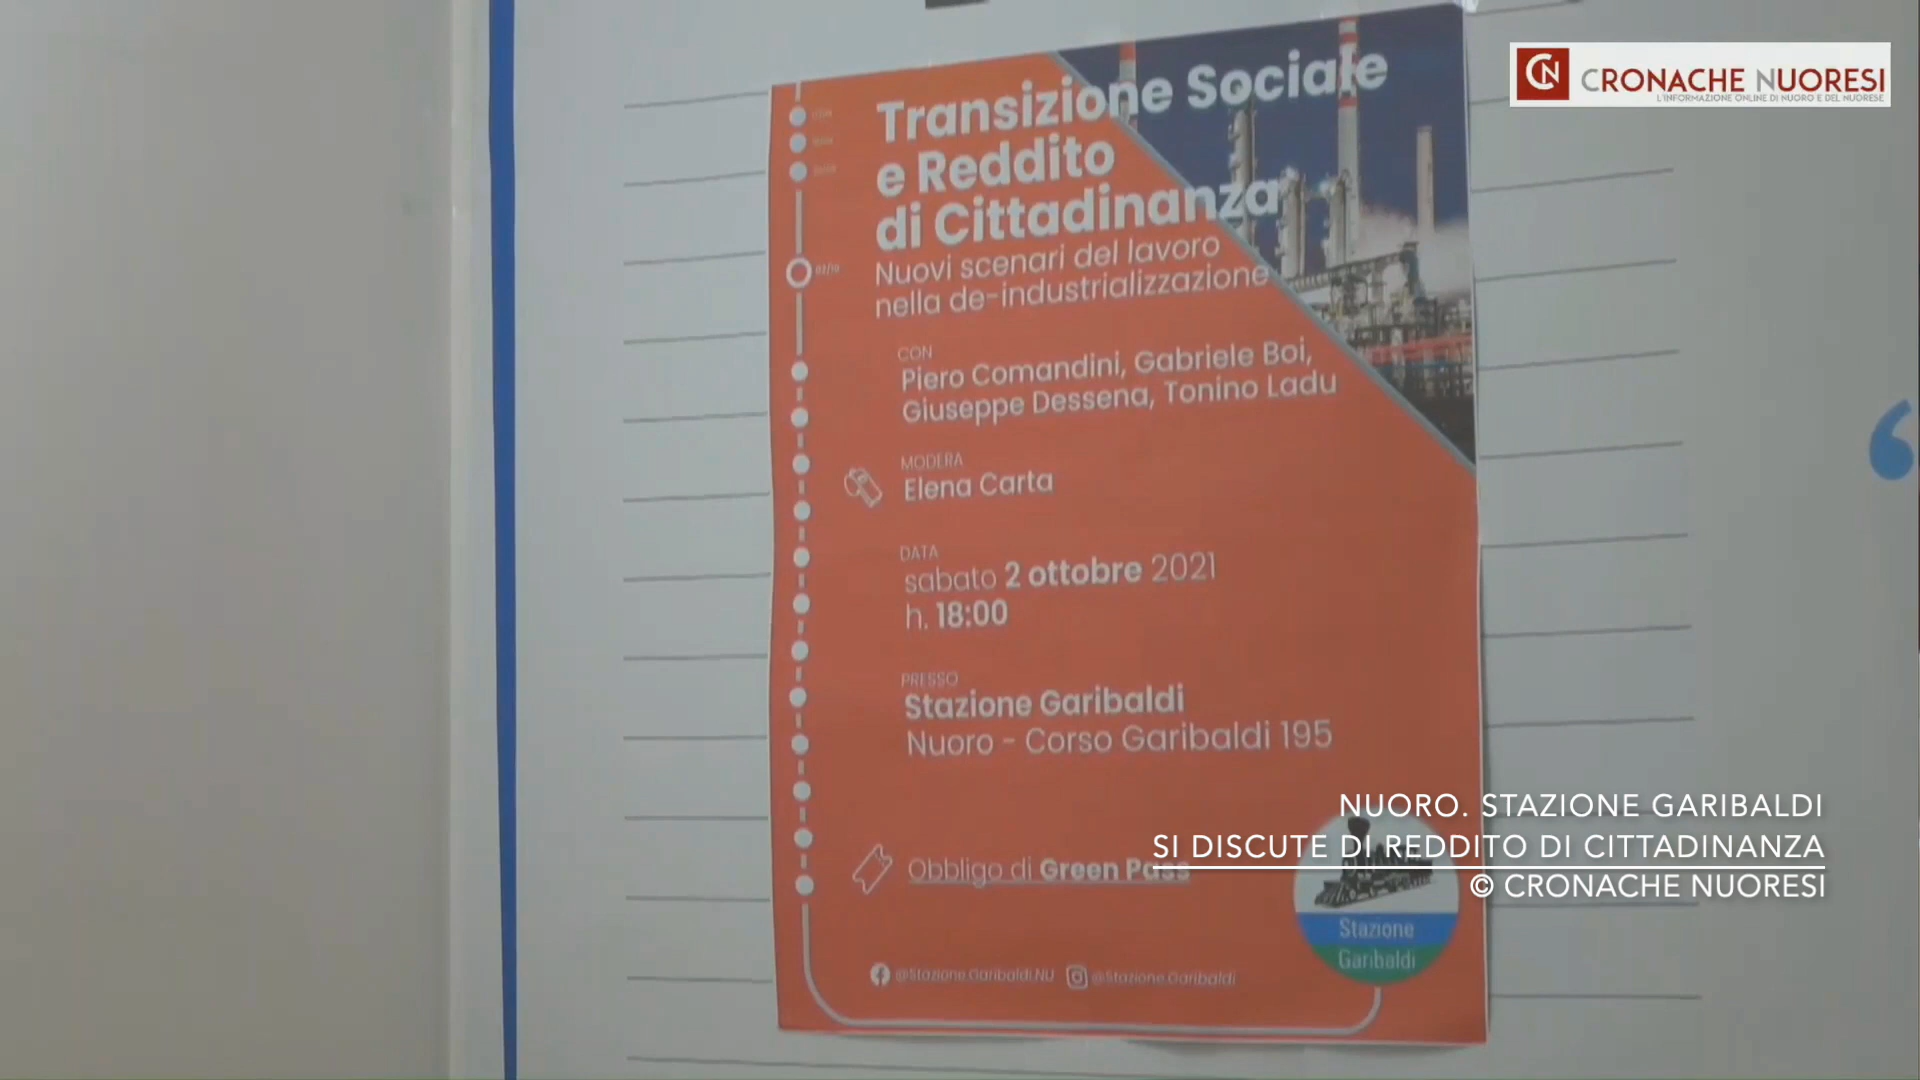 CN CRONACHE NUORESI
L'INFORMAZIONE ONLINE DI NUORO E DEL NUORESE
Transizione Sociale
e Reddito
di Cittadinanza
02/10
Nuovi scenari del lavoro
nella de-industrializzazione
CON
Piero Comandini, Gabriele Boi,
Giuseppe Dessena, Tonino Ladu
MODERA
Elena Carta
DATA
sabato 2 ottobre 2021
h. 18:00
PRESSO
Stazione Garibaldi
Nuoro - Corso Garibaldi 195
NUORO. STAZIONE GARIBALDI
SI DISCUTE DI REDDITO DI CITTADINANZA
© CRONACHE NUORESI
Obbligo di Green Pass
Stazione
Garibaldi
@Stazione.Garibaldi.NU @Stazione.Garibaldi